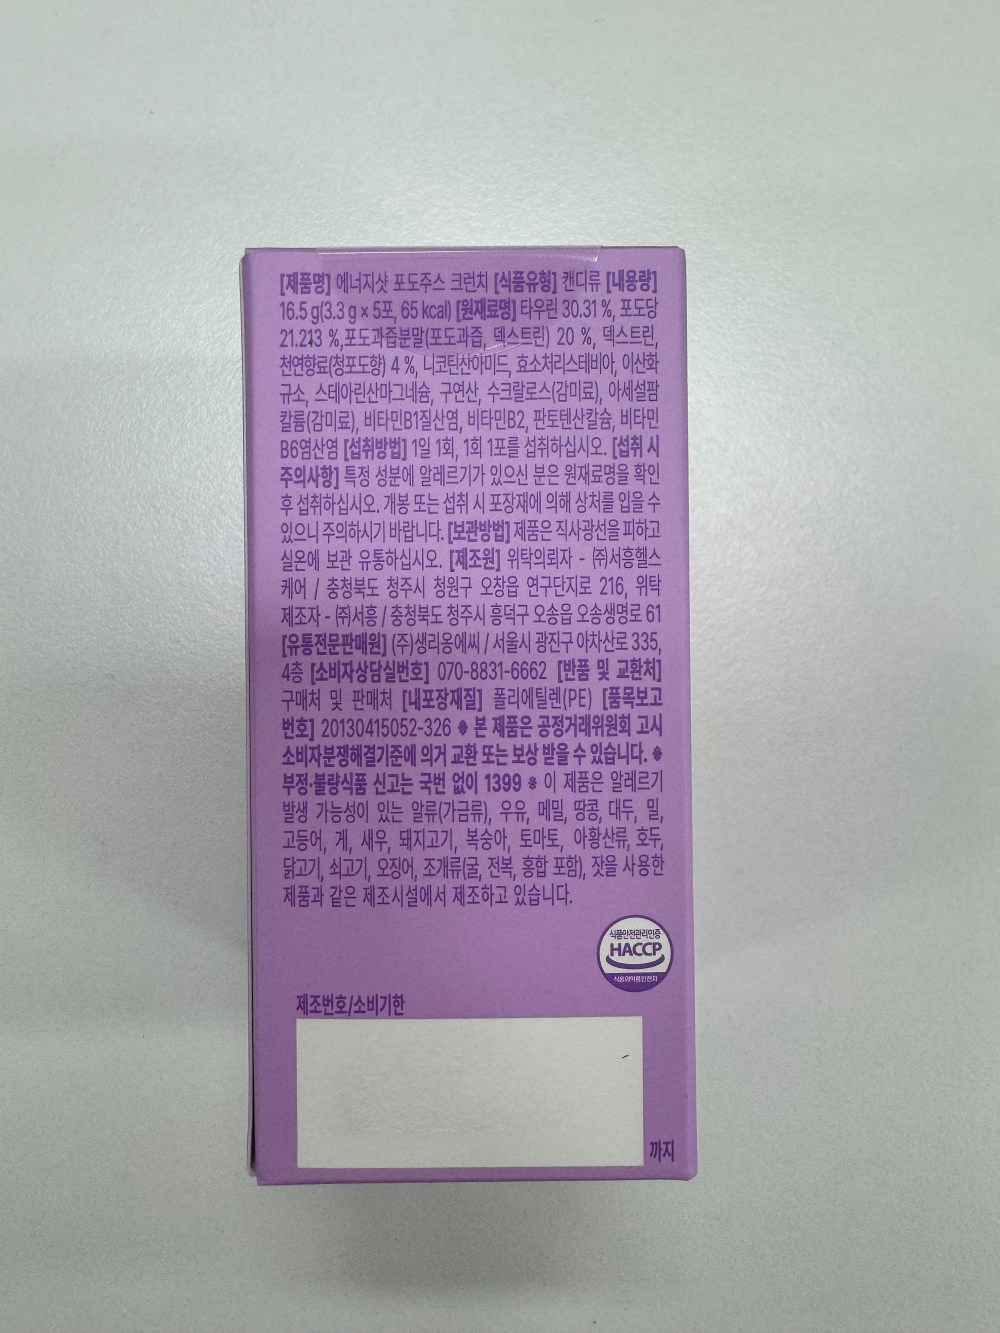 [제품명] 에너지샷 포도주스 크런치 [식품유형] 캔디류 [내용량]
16.5 g(3.3 g × 5포, 65 kcal) [원재료명] 타우린 30.31 %, 포도당
21.213 %,포도과즙분말(포도과즙, 덱스트린) 20 %, 덱스트린,
천연향료(청포도향) 4 %, 니코틴산아미드, 효소처리스테비아, 이산화
규소, 스테아린산마그네슘, 구연산, 수크랄로스(감미료), 아세설팜
칼륨(감미료), 비타민B1질산염, 비타민B2, 판토텐산칼슘, 비타민
B6염산염 [섭취방법] 1일 1회, 1회 1포를 섭취하십시오. [섭취 시
주의사항] 특정 성분에 알레르기가 있으신 분은 원재료명을 확인
후 섭취하십시오. 개봉 또는 섭취 시 포장재에 의해 상처를 입을 수
있으니 주의하시기 바랍니다. [보관방법] 제품은 직사광선을 피하고
실온에 보관 유통하십시오. [제조원] 위탁의뢰자 - ㈜서흥헬스
케어 / 충청북도 청주시 청원구 오창읍 연구단지로 216, 위탁
제조자 - ㈜서흥 / 충청북도 청주시 흥덕구 오송읍 오송생명로 61
[유통전문판매원] (주)생리옹에씨 / 서울시 광진구 아차산로 335,
4층 [소비자상담실번호] 070-8831-6662 [반품 및 교환처]
구매처 및 판매처 [내포장재질] 폴리에틸렌(PE) [품목보고
번호] 20130415052-326 ※ 본 제품은 공정거래위원회 고시
소비자분쟁해결기준에 의거 교환 또는 보상 받을 수 있습니다. ※
부정·불량식품 신고는 국번 없이 1399 ※ 이 제품은 알레르기
발생 가능성이 있는 알류(가금류), 우유, 메밀, 땅콩, 대두, 밀,
고등어, 게, 새우, 돼지고기, 복숭아, 토마토, 아황산류, 호두,
닭고기, 쇠고기, 오징어, 조개류(굴, 전복, 홍합 포함), 잣을 사용한
제품과 같은 제조시설에서 제조하고 있습니다.
식품안전관리인증
HACCP
식품의약품안전처
제조번호/소비기한
까지